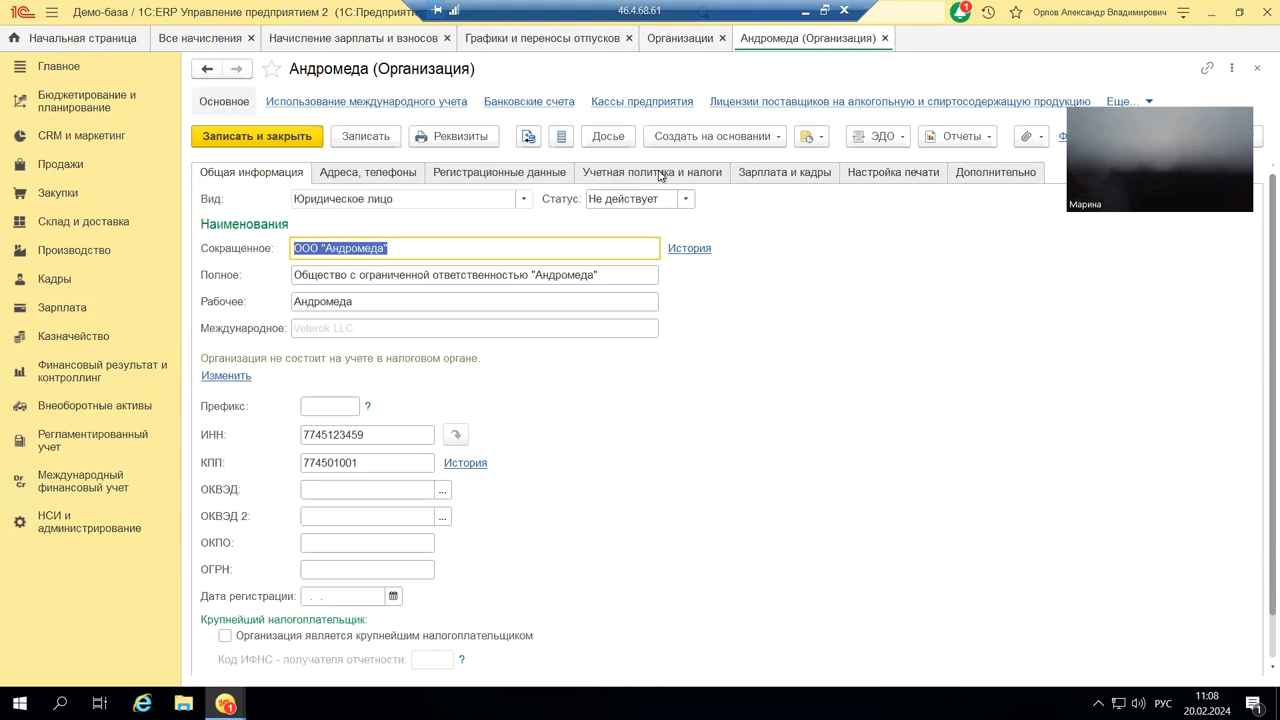 Демо-база / 1С:ERP Управление предприятием 2 (1С:Предприятие
46.4.68.61
1
Орлов Александр Владимирович
Начальная страница
Все начисления ×
Начисление зарплаты и взносов ×
Графики и переносы отпусков ×
Организации ×
Андромеда (Организация) ×
Андромеда (Организация)
Основное
Использование международного учета
Банковские счета
Кассы предприятия
Лицензии поставщиков на алкогольную и спиртосодержащую продукцию
Еще...
Записать и закрыть
Записать
Реквизиты
Досье
Создать на основании
ЭДО
Отчеты
Ф
Общая информация
Адреса, телефоны
Регистрационные данные
Учетная политика и налоги
Зарплата и кадры
Настройка печати
Дополнительно
Марина
Вид: Юридическое лицо
Статус: Не действует
Наименования
Сокращенное: ООО "Андромеда" История
Полное: Общество с ограниченной ответственностью "Андромеда"
Рабочее: Андромеда
Международное: Veterok LLC
Организация не состоит на учете в налоговом органе.
Изменить
Префикс: ?
ИНН: 7745123459
КПП: 774501001 История
ОКВЭД: ...
ОКВЭД 2: ...
ОКПО:
ОГРН:
Дата регистрации: . .
Крупнейший налогоплательщик:
Организация является крупнейшим налогоплательщиком
Код ИФНС - получателя отчетности: ?
Главное
Бюджетирование и
планирование
CRM и маркетинг
Продажи
Закупки
Склад и доставка
Производство
Кадры
Зарплата
Казначейство
Финансовый результат и
контроллинг
Внеоборотные активы
Регламентированный
учет
Dr
Cr
Международный
финансовый учет
НСИ и
администрирование
1
РУС
11:08
20.02.2024
1